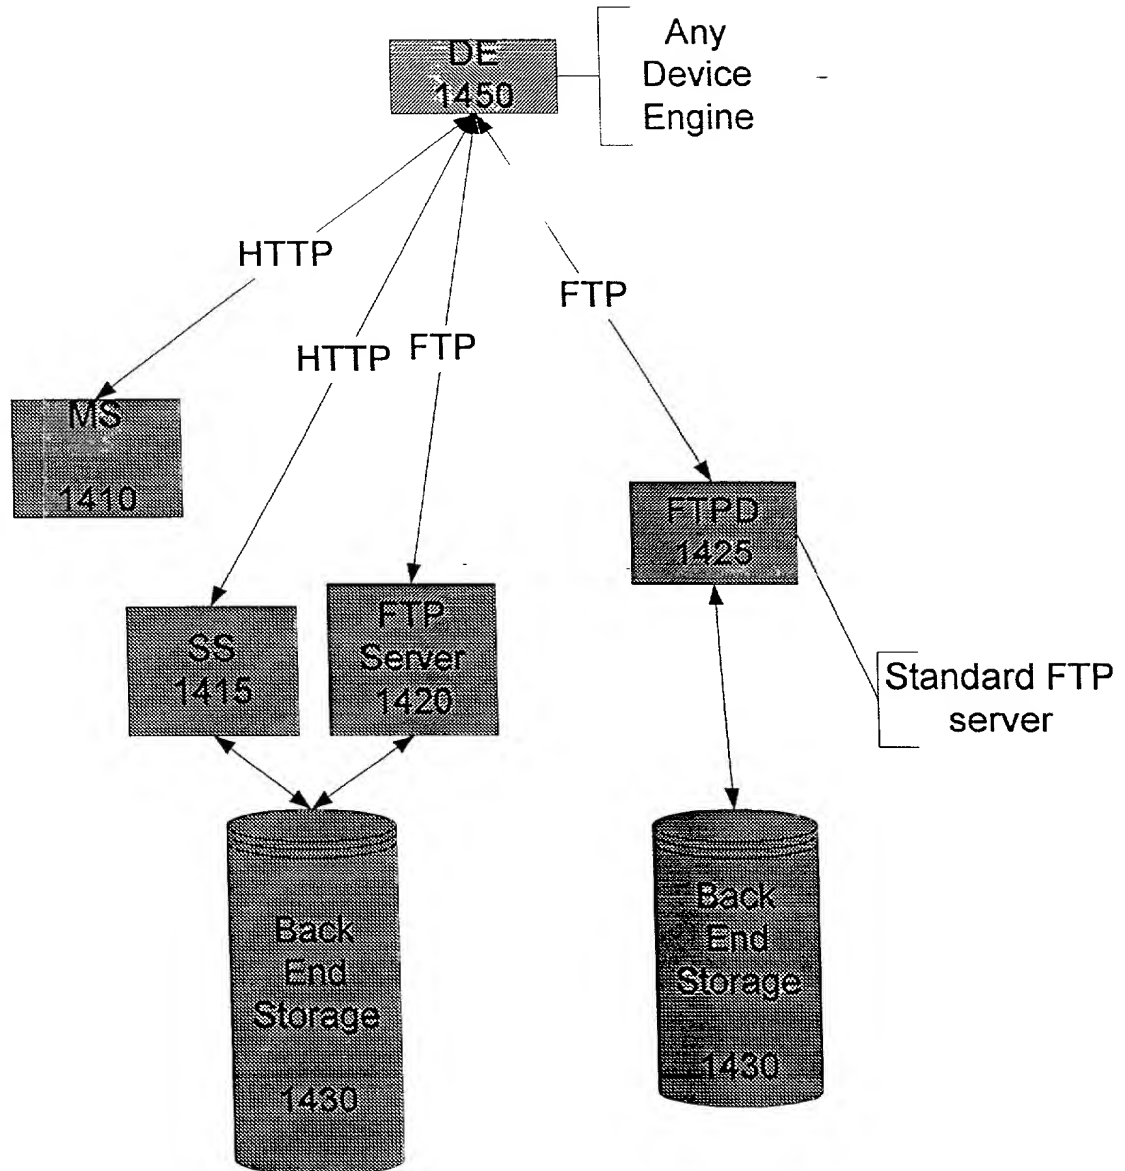 DE
1450
Any
Device
Engine
HTTP
FTP
HTTP
FTP
MS
1410
FTPD
1425
SS
1415
FTP
Server
1420
Standard FTP
server
Back
End
Storage
1430
Back
End
Storage
1430